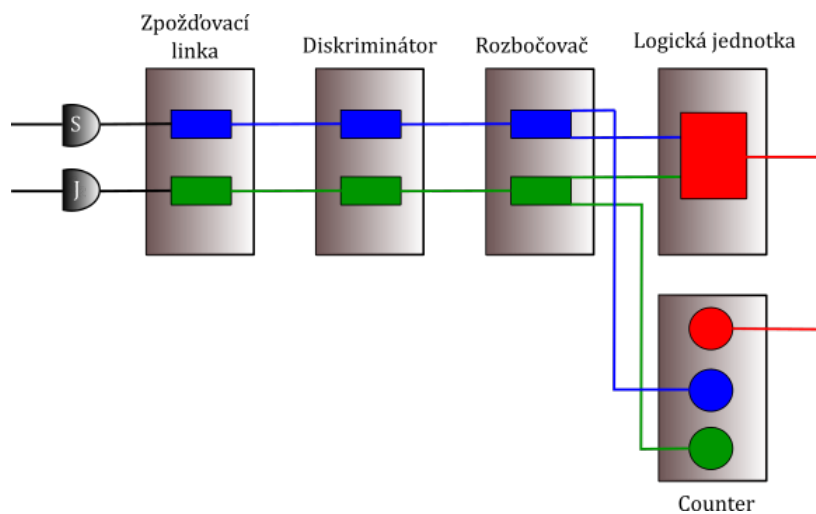 Zpožďovací
linka
Diskriminátor
Rozbočovač
Logická jednotka
S
J
Counter